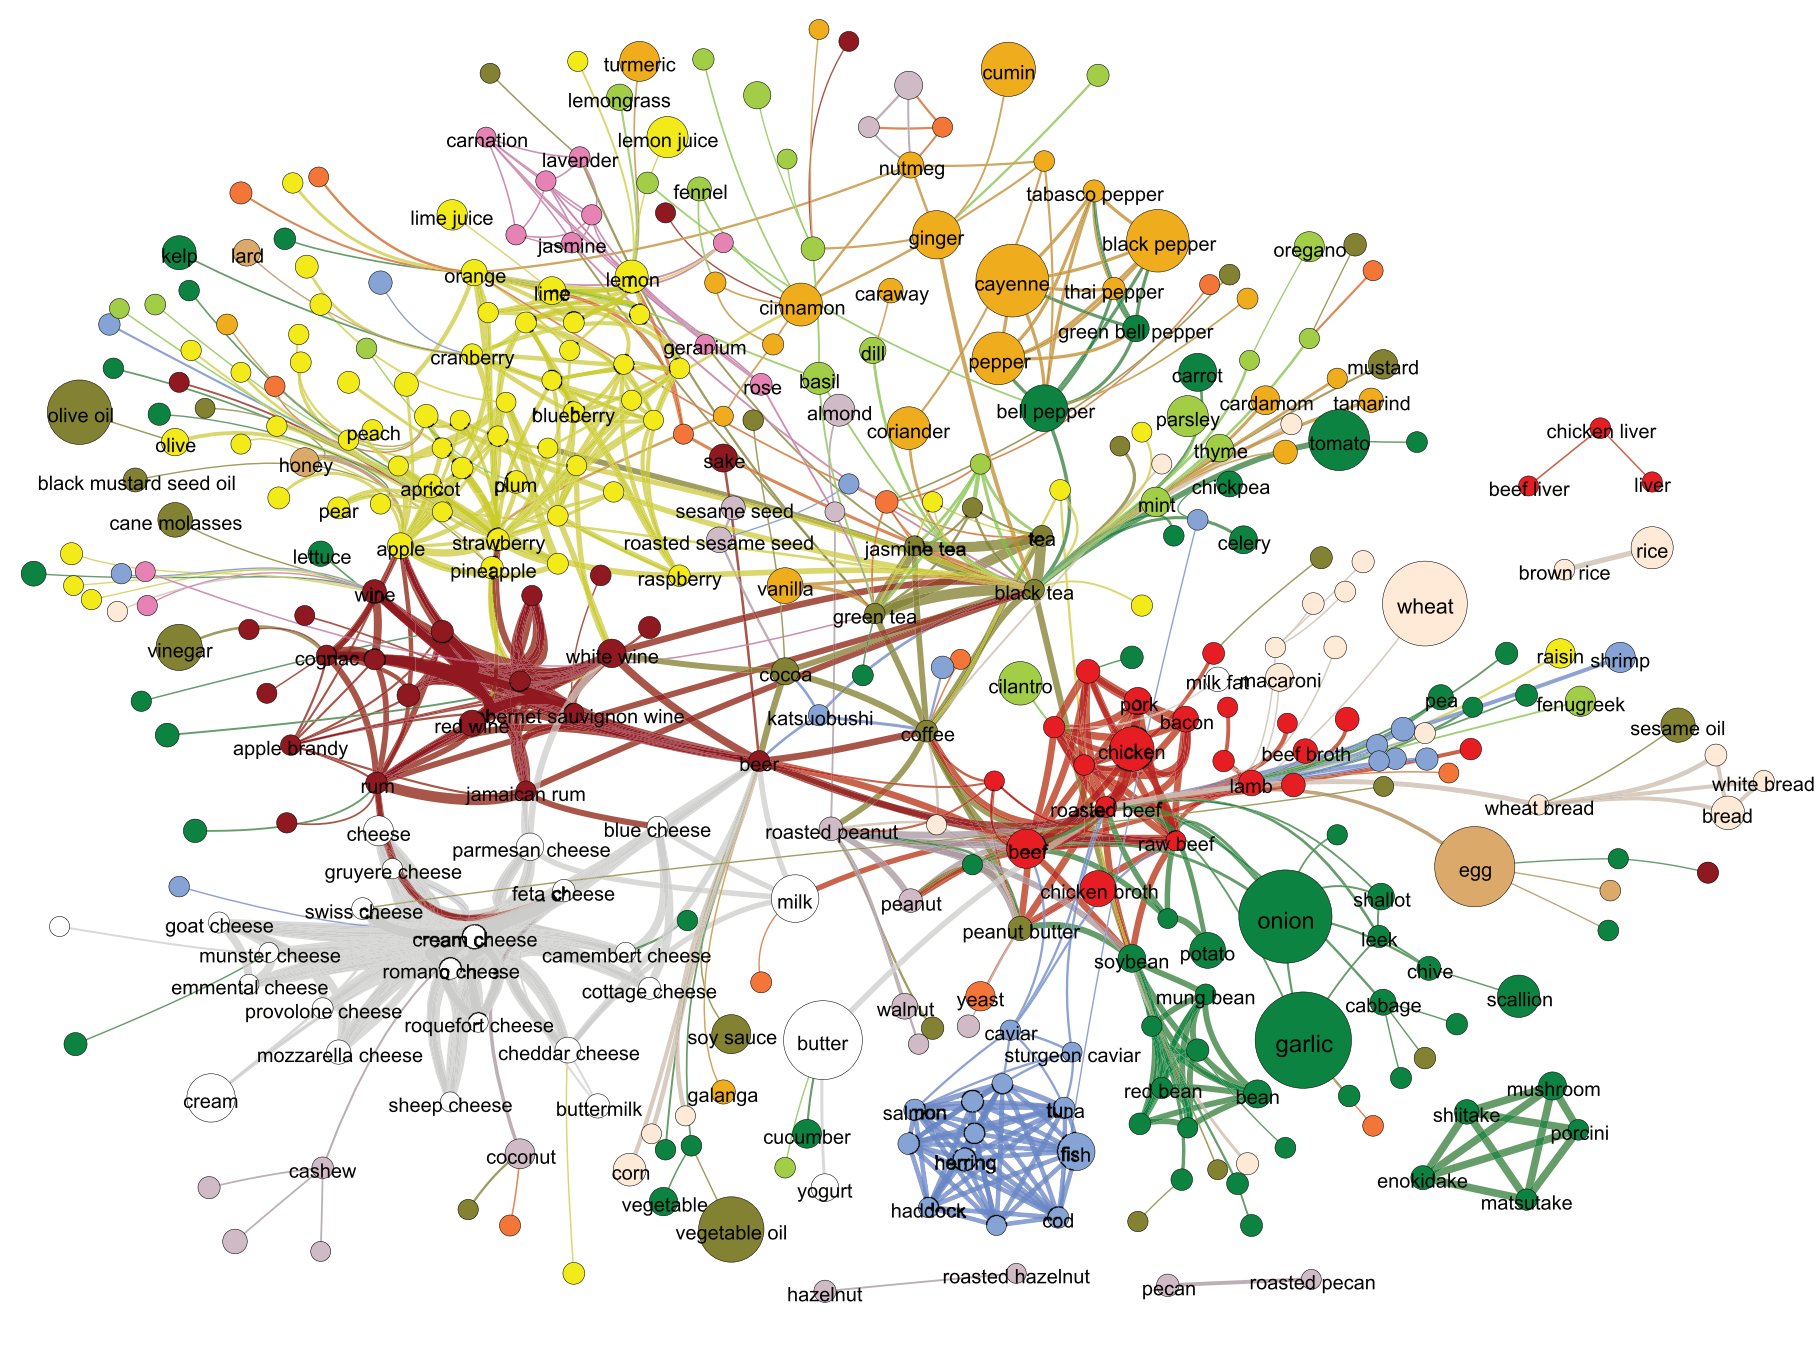 turmeric
cumin
lemongrass
carnation
lemon juice
lavender
nutmeg
fennel
tabasco pepper
lime juice
jasmine
ginger
black pepper
oregano
kelp
lard
orange
lemon
lime
cayenne
thai pepper
caraway
cinnamon
green bell pepper
cranberry
geranium
dill
pepper
carrot
mustard
rose
basil
olive oil
blueberry
almond
bell pepper
parsley
cardamom
tamarind
peach
olive
coriander
tomato
chicken liver
honey
sake
thyme
black mustard seed oil
apricot
plum
chickpea
beef liver
liver
pear
sesame seed
mint
cane molasses
lettuce
apple
strawberry
roasted sesame seed
jasmine tea
tea
celery
rice
pineapple
raspberry
vanilla
brown rice
wine
black tea
green tea
wheat
vinegar
cognac
white wine
cocoa
raisin
shrimp
cilantro
milk fat
macaroni
pea
fenugreek
pork
red wine
bernet sauvignon wine
katsuobushi
bacon
sesame oil
apple brandy
coffee
chicken
beef broth
beer
rum
jamaican rum
lamb
white bread
roasted beef
wheat bread
bread
cheese
blue cheese
roasted peanut
parmesan cheese
beef
raw beef
gruyere cheese
egg
feta cheese
milk
peanut
chicken broth
shallot
swiss cheese
goat cheese
onion
peanut butter
cream cheese
leek
munster cheese
camembert cheese
soybean
potato
romano cheese
chive
emmental cheese
cottage cheese
walnut
yeast
mung bean
cabbage
scallion
provolone cheese
roquefort cheese
caviar
soy sauce
butter
garlic
mozzarella cheese
cheddar cheese
sturgeon caviar
cream
sheep cheese
buttermilk
galanga
red bean
bean
mushroom
salmon
tuna
shiitake
cucumber
porcini
coconut
fish
herring
cashew
corn
yogurt
enokidake
vegetable
haddock
cod
matsutake
vegetable oil
roasted hazelnut
hazelnut
pecan
roasted pecan